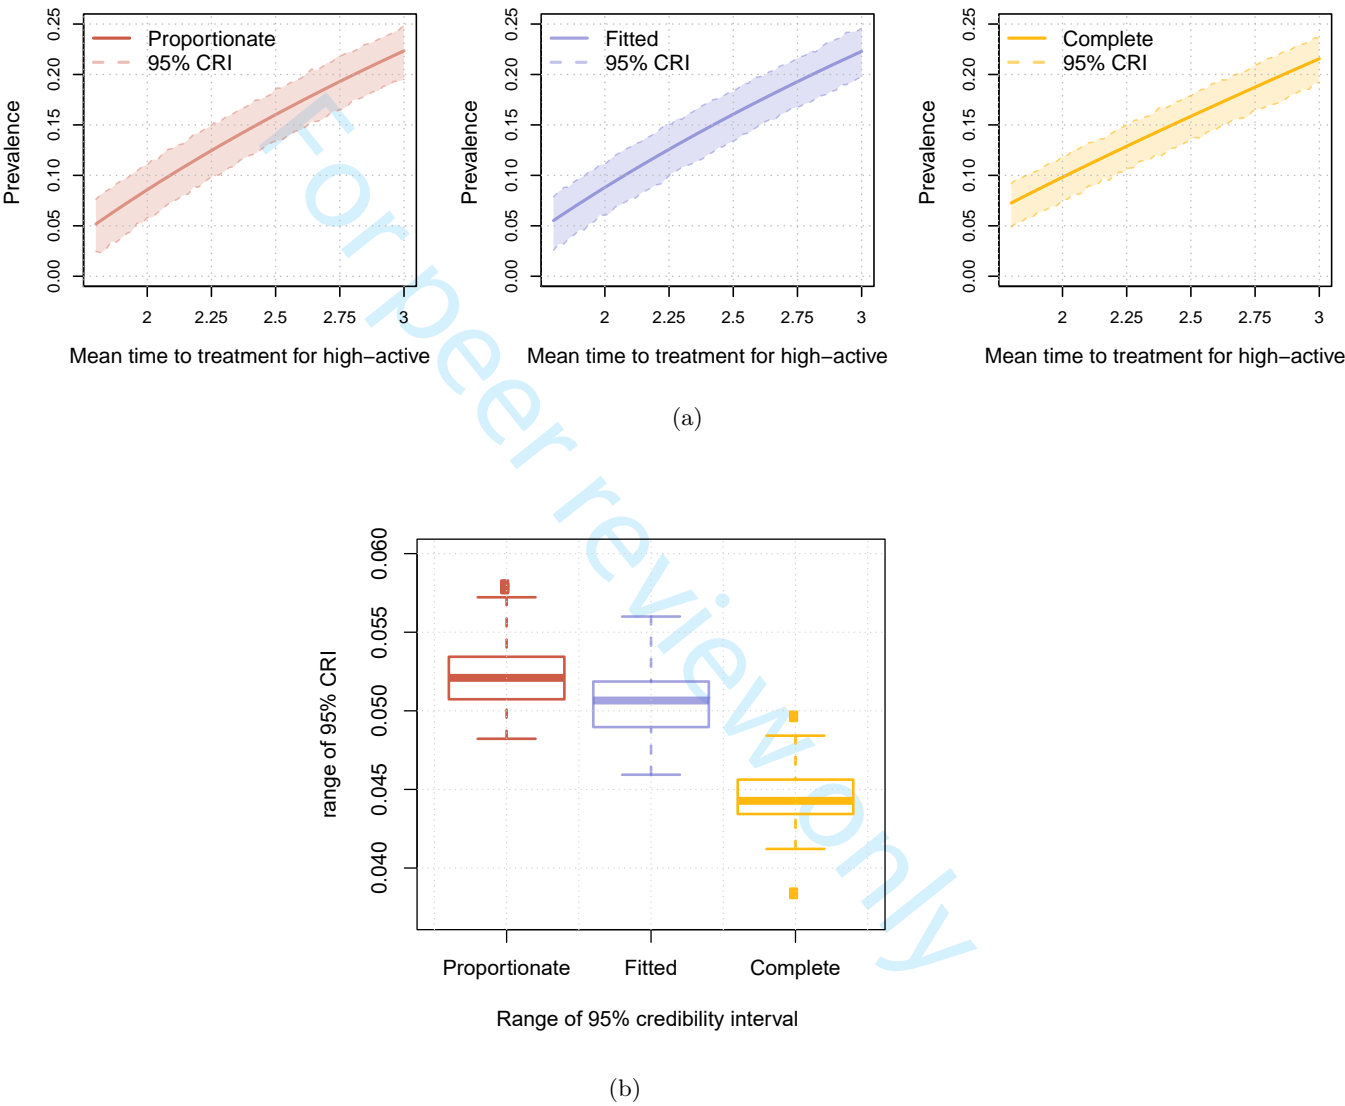 Proportionate
95% CRI
Prevalence
0.00
0.05
0.10
0.15
0.20
0.25
2
2.25
2.5
2.75
3
Mean time to treatment for high−active
Fitted
95% CRI
Prevalence
0.00
0.05
0.10
0.15
0.20
0.25
2
2.25
2.5
2.75
3
Mean time to treatment for high−active
Complete
95% CRI
Prevalence
0.00
0.05
0.10
0.15
0.20
0.25
2
2.25
2.5
2.75
3
Mean time to treatment for high−active
(a)
range of 95% CRI
0.040
0.045
0.050
0.055
0.060
Proportionate
Fitted
Complete
Range of 95% credibility interval
(b)
For peer review only